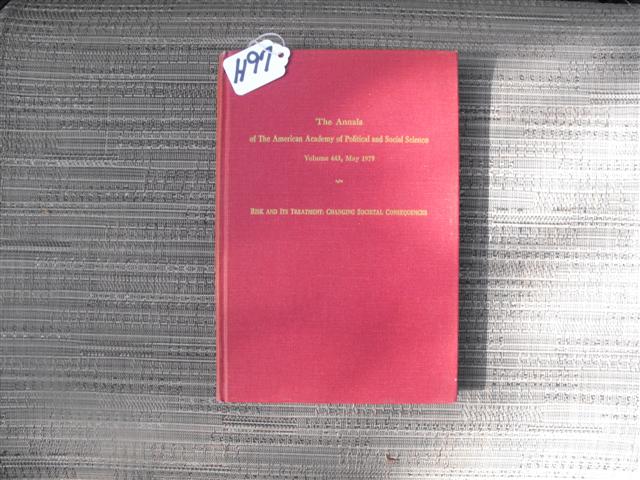 H97
The Annals
of The American Academy of Political and Social Science
Volume 443, May 1979
RISK AND ITS TREATMENT: CHANGING SOCIETAL CONSEQUENCES